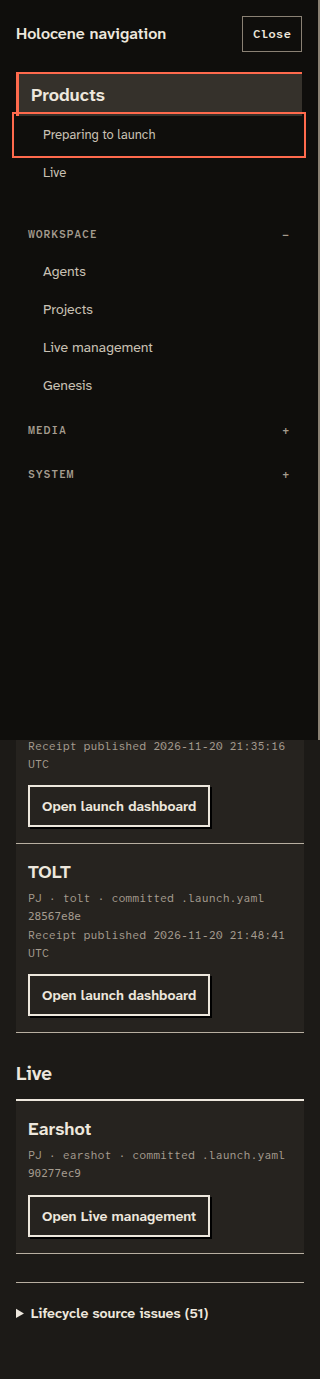 Holocene navigation
Close
Products
Preparing to launch
Live
WORKSPACE −
Agents
Projects
Live management
Genesis
MEDIA +
SYSTEM +
Receipt published 2026-11-20 21:35:16
UTC
Open launch dashboard
TOLT
PJ · tolt · committed .launch.yaml
28567e8e
Receipt published 2026-11-20 21:48:41
UTC
Open launch dashboard
Live
Earshot
PJ · earshot · committed .launch.yaml
90277ec9
Open Live management
▶ Lifecycle source issues (51)